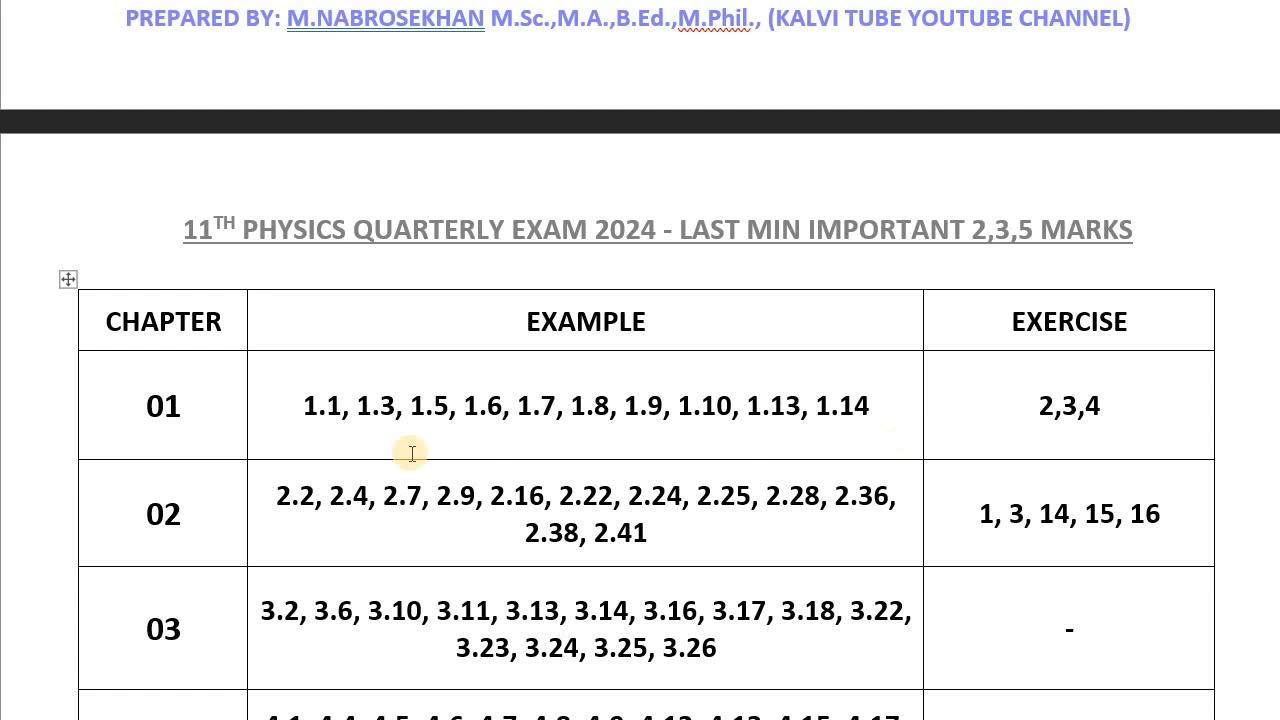 PREPARED BY: M.NABROSEKHAN M.Sc.,M.A.,B.Ed.,M.Phil., (KALVI TUBE YOUTUBE CHANNEL)
11TH PHYSICS QUARTERLY EXAM 2024 - LAST MIN IMPORTANT 2,3,5 MARKS
CHAPTER EXAMPLE EXERCISE
01 1.1, 1.3, 1.5, 1.6, 1.7, 1.8, 1.9, 1.10, 1.13, 1.14 2,3,4
02 2.2, 2.4, 2.7, 2.9, 2.16, 2.22, 2.24, 2.25, 2.28, 2.36,
2.38, 2.41 1, 3, 14, 15, 16
03 3.2, 3.6, 3.10, 3.11, 3.13, 3.14, 3.16, 3.17, 3.18, 3.22,
3.23, 3.24, 3.25, 3.26 -